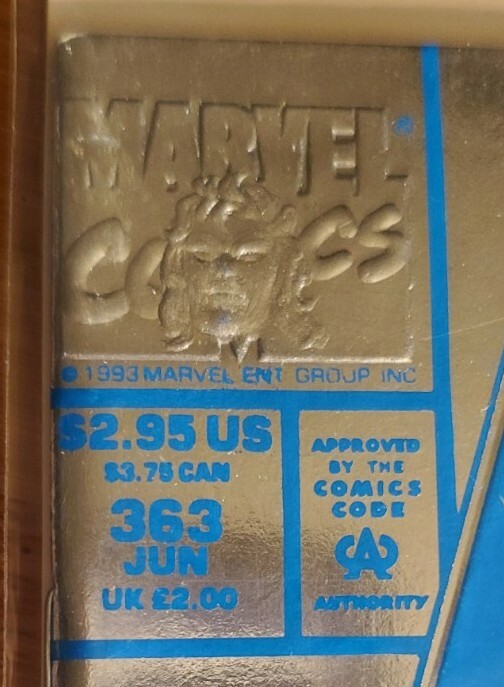 MARVEL®
COMICS
© 1993 MARVEL ENT GROUP INC
$2.95 US
$3.75 CAN
363
JUN
UK £2.00
APPROVED
BY THE
COMICS
CODE
CA
AUTHORITY